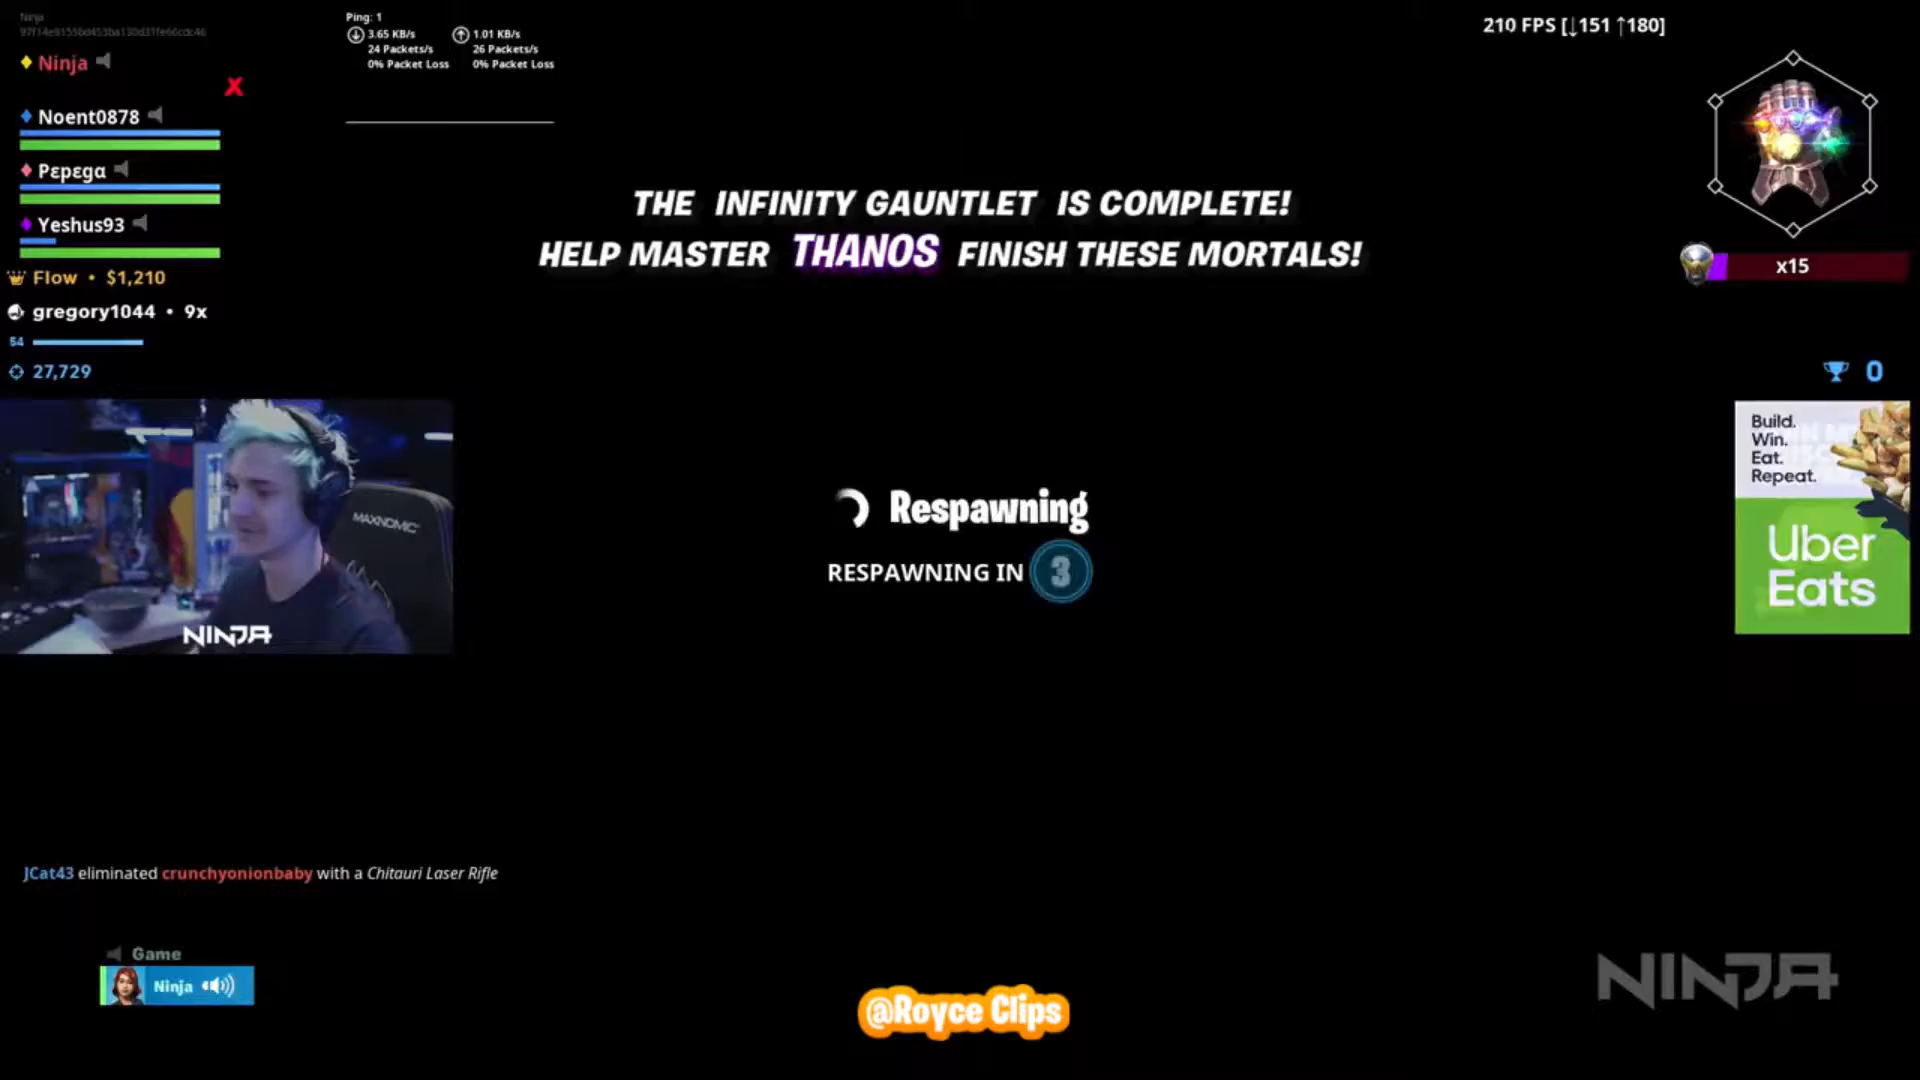 Ninja
Ping: 1
3.65 KB/s
1.01 KB/s
24 Packets/s
26 Packets/s
0% Packet Loss
0% Packet Loss
210 FPS [↓151 ↑180]
Ninja
X
Noent0878
Pεpεgα
Yeshus93
Flow • $1,210
gregory1044 • 9x
54
27,729
THE INFINITY GAUNTLET IS COMPLETE!
HELP MASTER THANOS FINISH THESE MORTALS!
x15
0
MAXNOMIC
NINJA
Respawning
RESPAWNING IN 3
Build.
Win.
Eat.
Repeat.
Uber
Eats
JCat43 eliminated crunchyonionbaby with a Chitauri Laser Rifle
Game
Ninja
@Royce Clips
NINJA